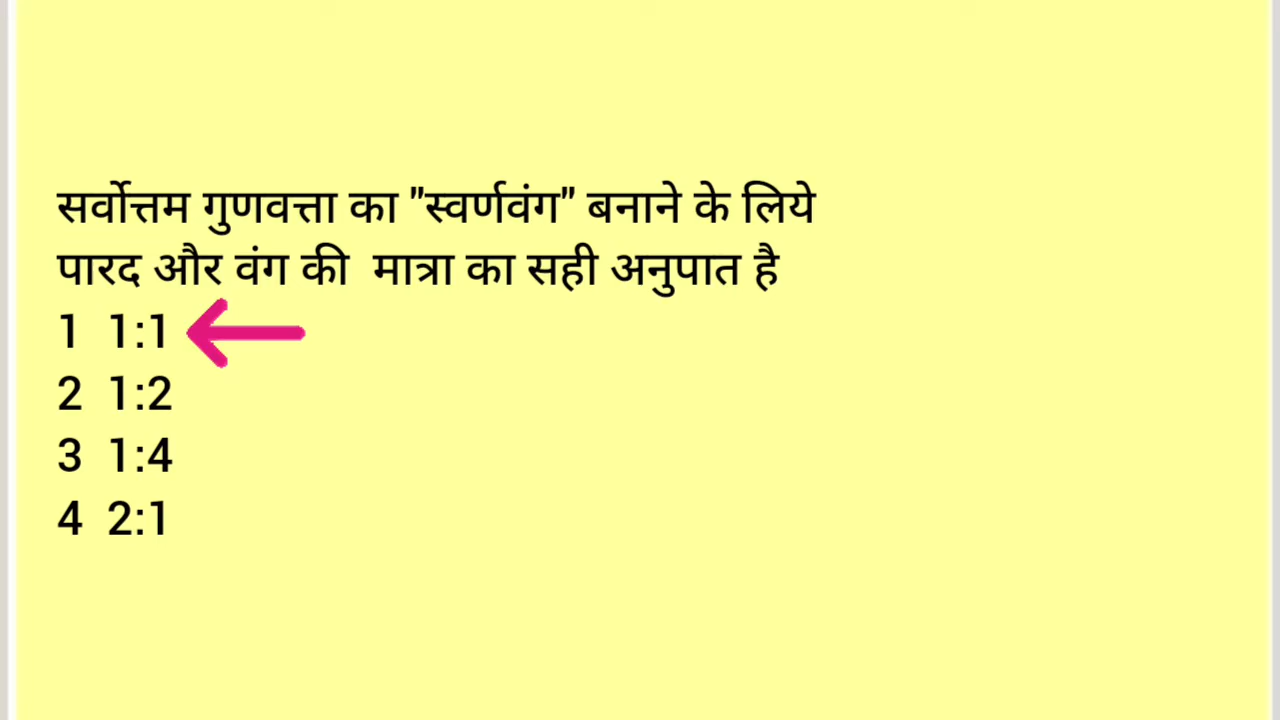 सर्वोत्तम गुणवत्ता का "स्वर्णवंग" बनाने के लिये
पारद और वंग की मात्रा का सही अनुपात है
1 1:1
2 1:2
3 1:4
4 2:1